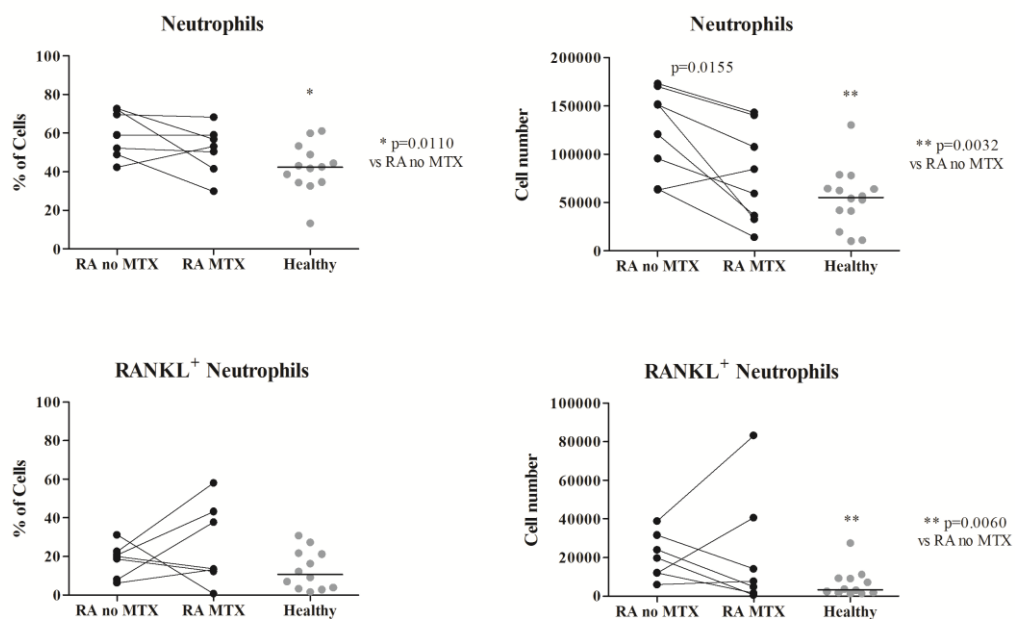 Neutrophils
100
80
60
40
20
0
% of Cells
RA no MTX RA MTX Healthy
*
* p=0.0110
vs RA no MTX
Neutrophils
200000
150000
100000
50000
0
Cell number
RA no MTX RA MTX Healthy
p=0.0155
**
** p=0.0032
vs RA no MTX
RANKL+ Neutrophils
100
80
60
40
20
0
% of Cells
RA no MTX RA MTX Healthy
RANKL+ Neutrophils
100000
80000
60000
40000
20000
0
Cell number
RA no MTX RA MTX Healthy
**
** p=0.0060
vs RA no MTX